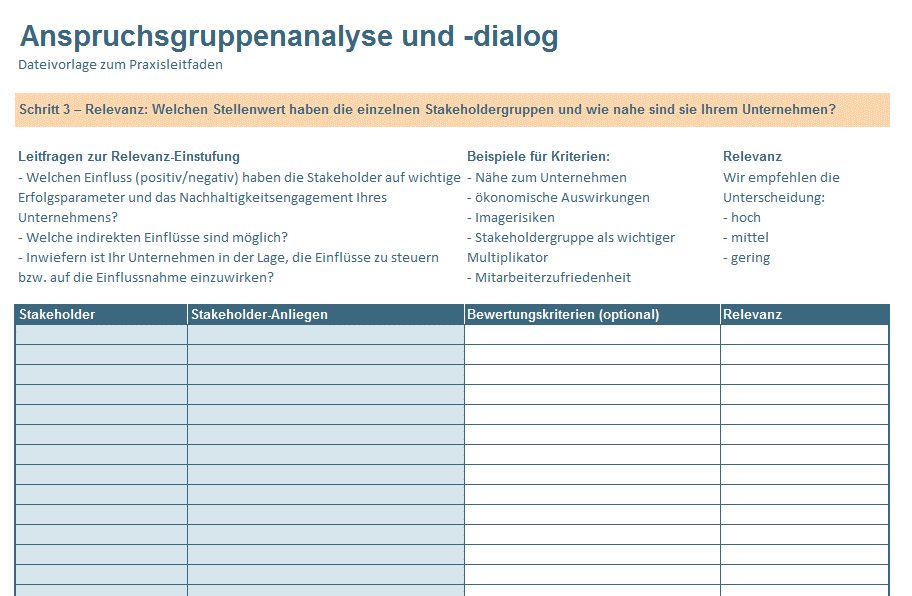 Anspruchsgruppenanalyse und -dialog
Dateivorlage zum Praxisleitfaden
Schritt 3 – Relevanz: Welchen Stellenwert haben die einzelnen Stakeholdergruppen und wie nahe sind sie Ihrem Unternehmen?
Leitfragen zur Relevanz-Einstufung
- Welchen Einfluss (positiv/negativ) haben die Stakeholder auf wichtige
Erfolgsparameter und das Nachhaltigkeitsengagement Ihres
Unternehmens?
- Welche indirekten Einflüsse sind möglich?
- Inwiefern ist Ihr Unternehmen in der Lage, die Einflüsse zu steuern
bzw. auf die Einflussnahme einzuwirken?
Beispiele für Kriterien:
- Nähe zum Unternehmen
- ökonomische Auswirkungen
- Imagerisiken
- Stakeholdergruppe als wichtiger
Multiplikator
- Mitarbeiterzufriedenheit
Relevanz
Wir empfehlen die
Unterscheidung:
- hoch
- mittel
- gering
Stakeholder Stakeholder-Anliegen Bewertungskriterien (optional) Relevanz